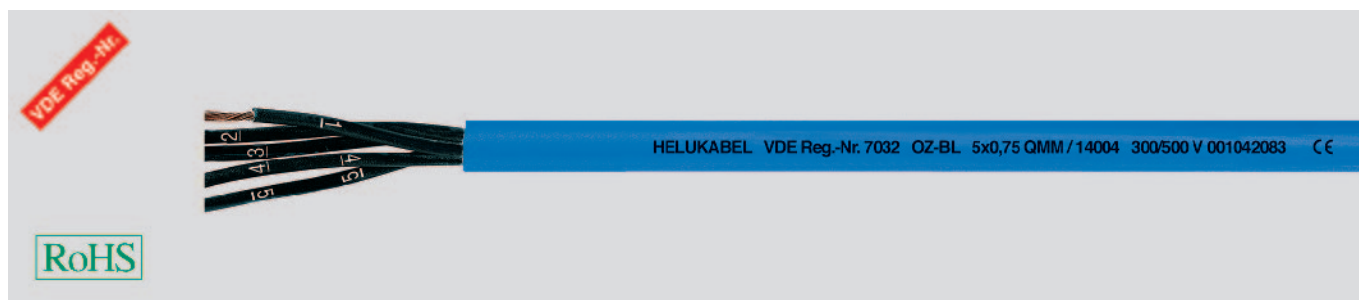 VDE Reg.-Nr.
1
2
3
4 4
5 5
HELUKABEL VDE Reg.-Nr. 7032 OZ-BL 5x0,75 QMM / 14004 300/500 V 001042083 CE
RoHS